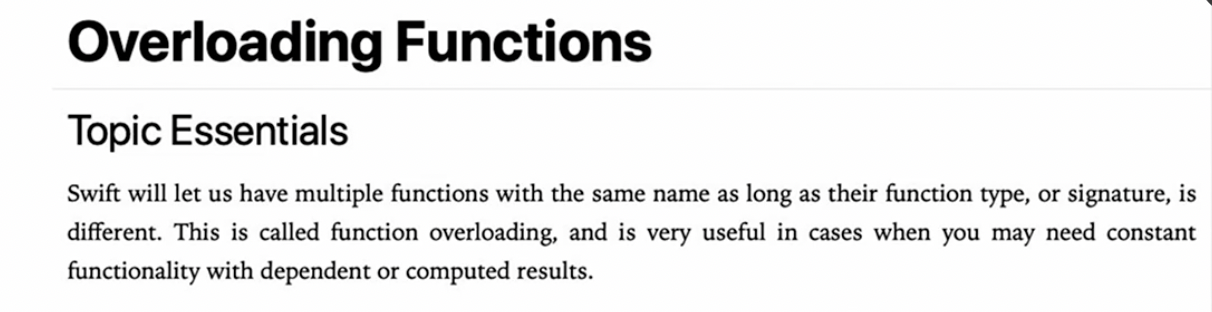 Overloading Functions
Topic Essentials
Swift will let us have multiple functions with the same name as long as their function type, or signature, is
different. This is called function overloading, and is very useful in cases when you may need constant
functionality with dependent or computed results.